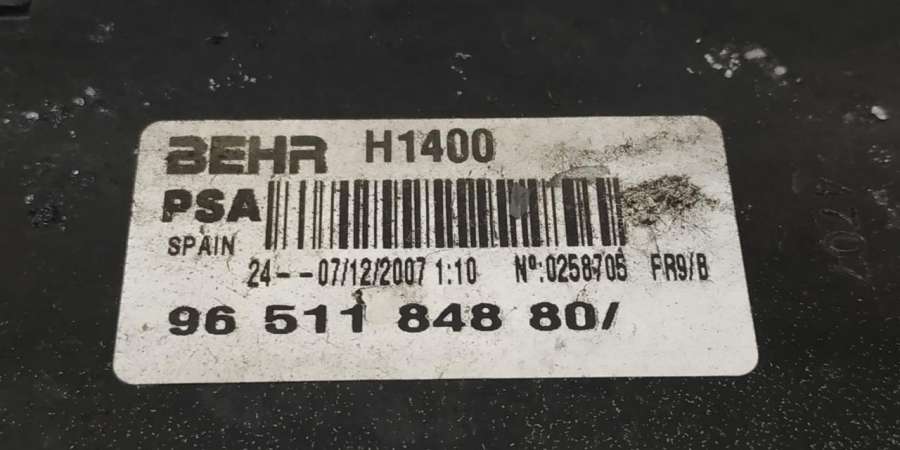 BEHR H1400
PSA
SPAIN
24--07/12/2007 1:10 Nº:0258705 FR9/B
96 511 848 80/